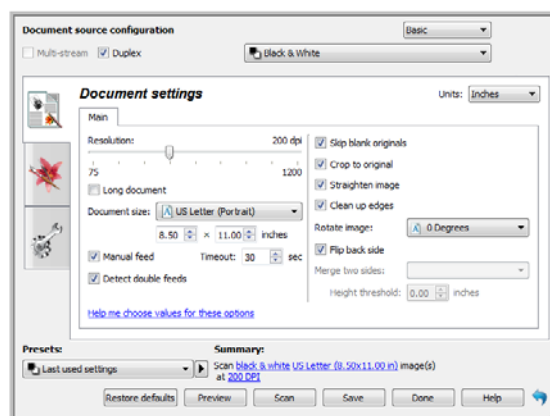 Document source configuration
Basic
Multi-stream
Duplex
Black & White
Document settings
Units: Inches
Main
Resolution: 200 dpi
75 1200
Long document
Document size: US Letter (Portrait)
8.50 × 11.00 inches
Manual feed Timeout: 30 sec
Detect double feeds
Help me choose values for these options
Skip blank originals
Crop to original
Straighten image
Clean up edges
Rotate image: 0 Degrees
Flip back side
Merge two sides:
Height threshold: 0.00 inches
Presets:
Last used settings
Summary:
Scan black & white US Letter (8.50x11.00 in) image(s)
at 200 DPI
Restore defaults Preview Scan Save Done Help